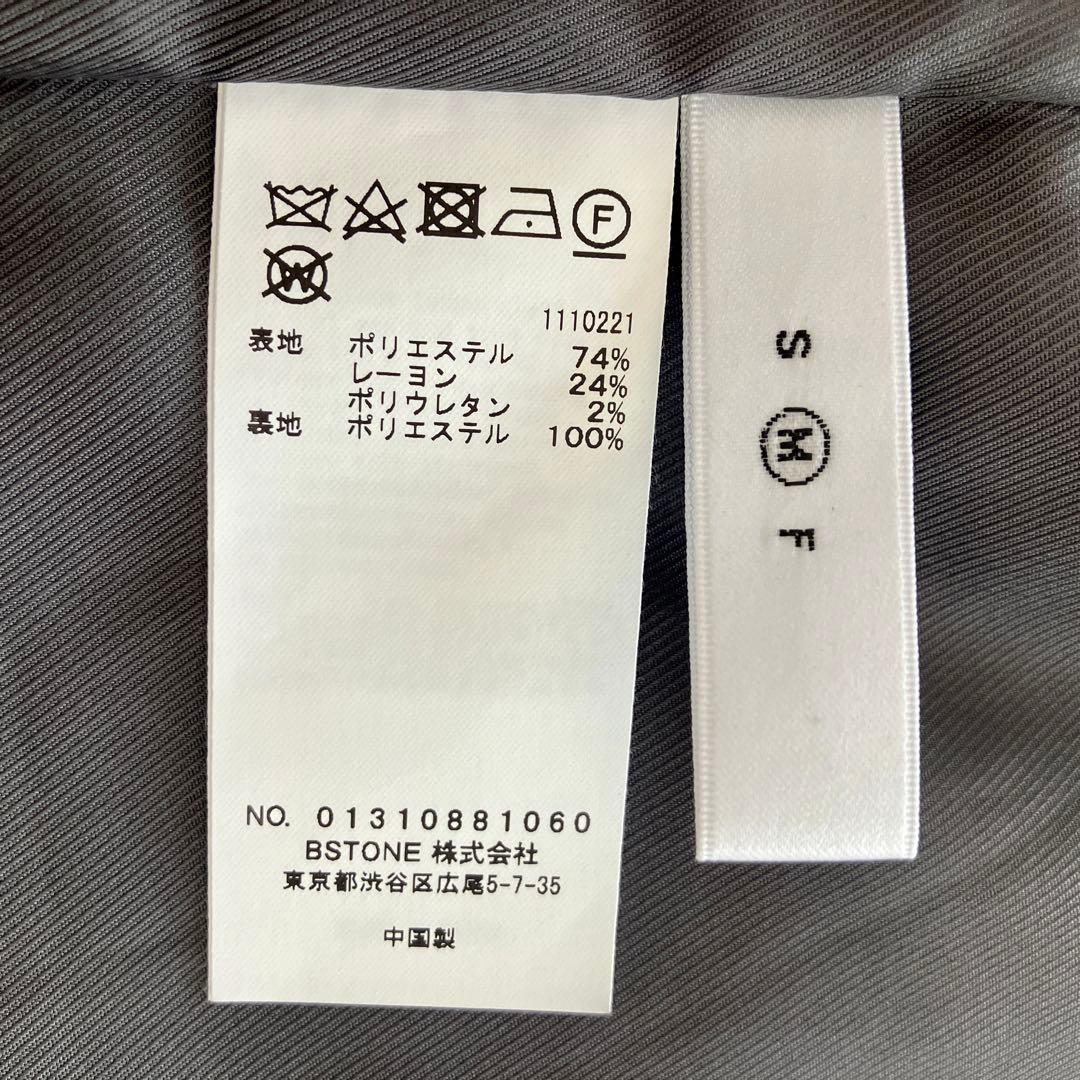 F
W
1110221
表地 ポリエステル 74%
レーヨン 24%
ポリウレタン 2%
裏地 ポリエステル 100%
NO. 01310881060
BSTONE 株式会社
東京都渋谷区広尾5-7-35
中国製
S M F